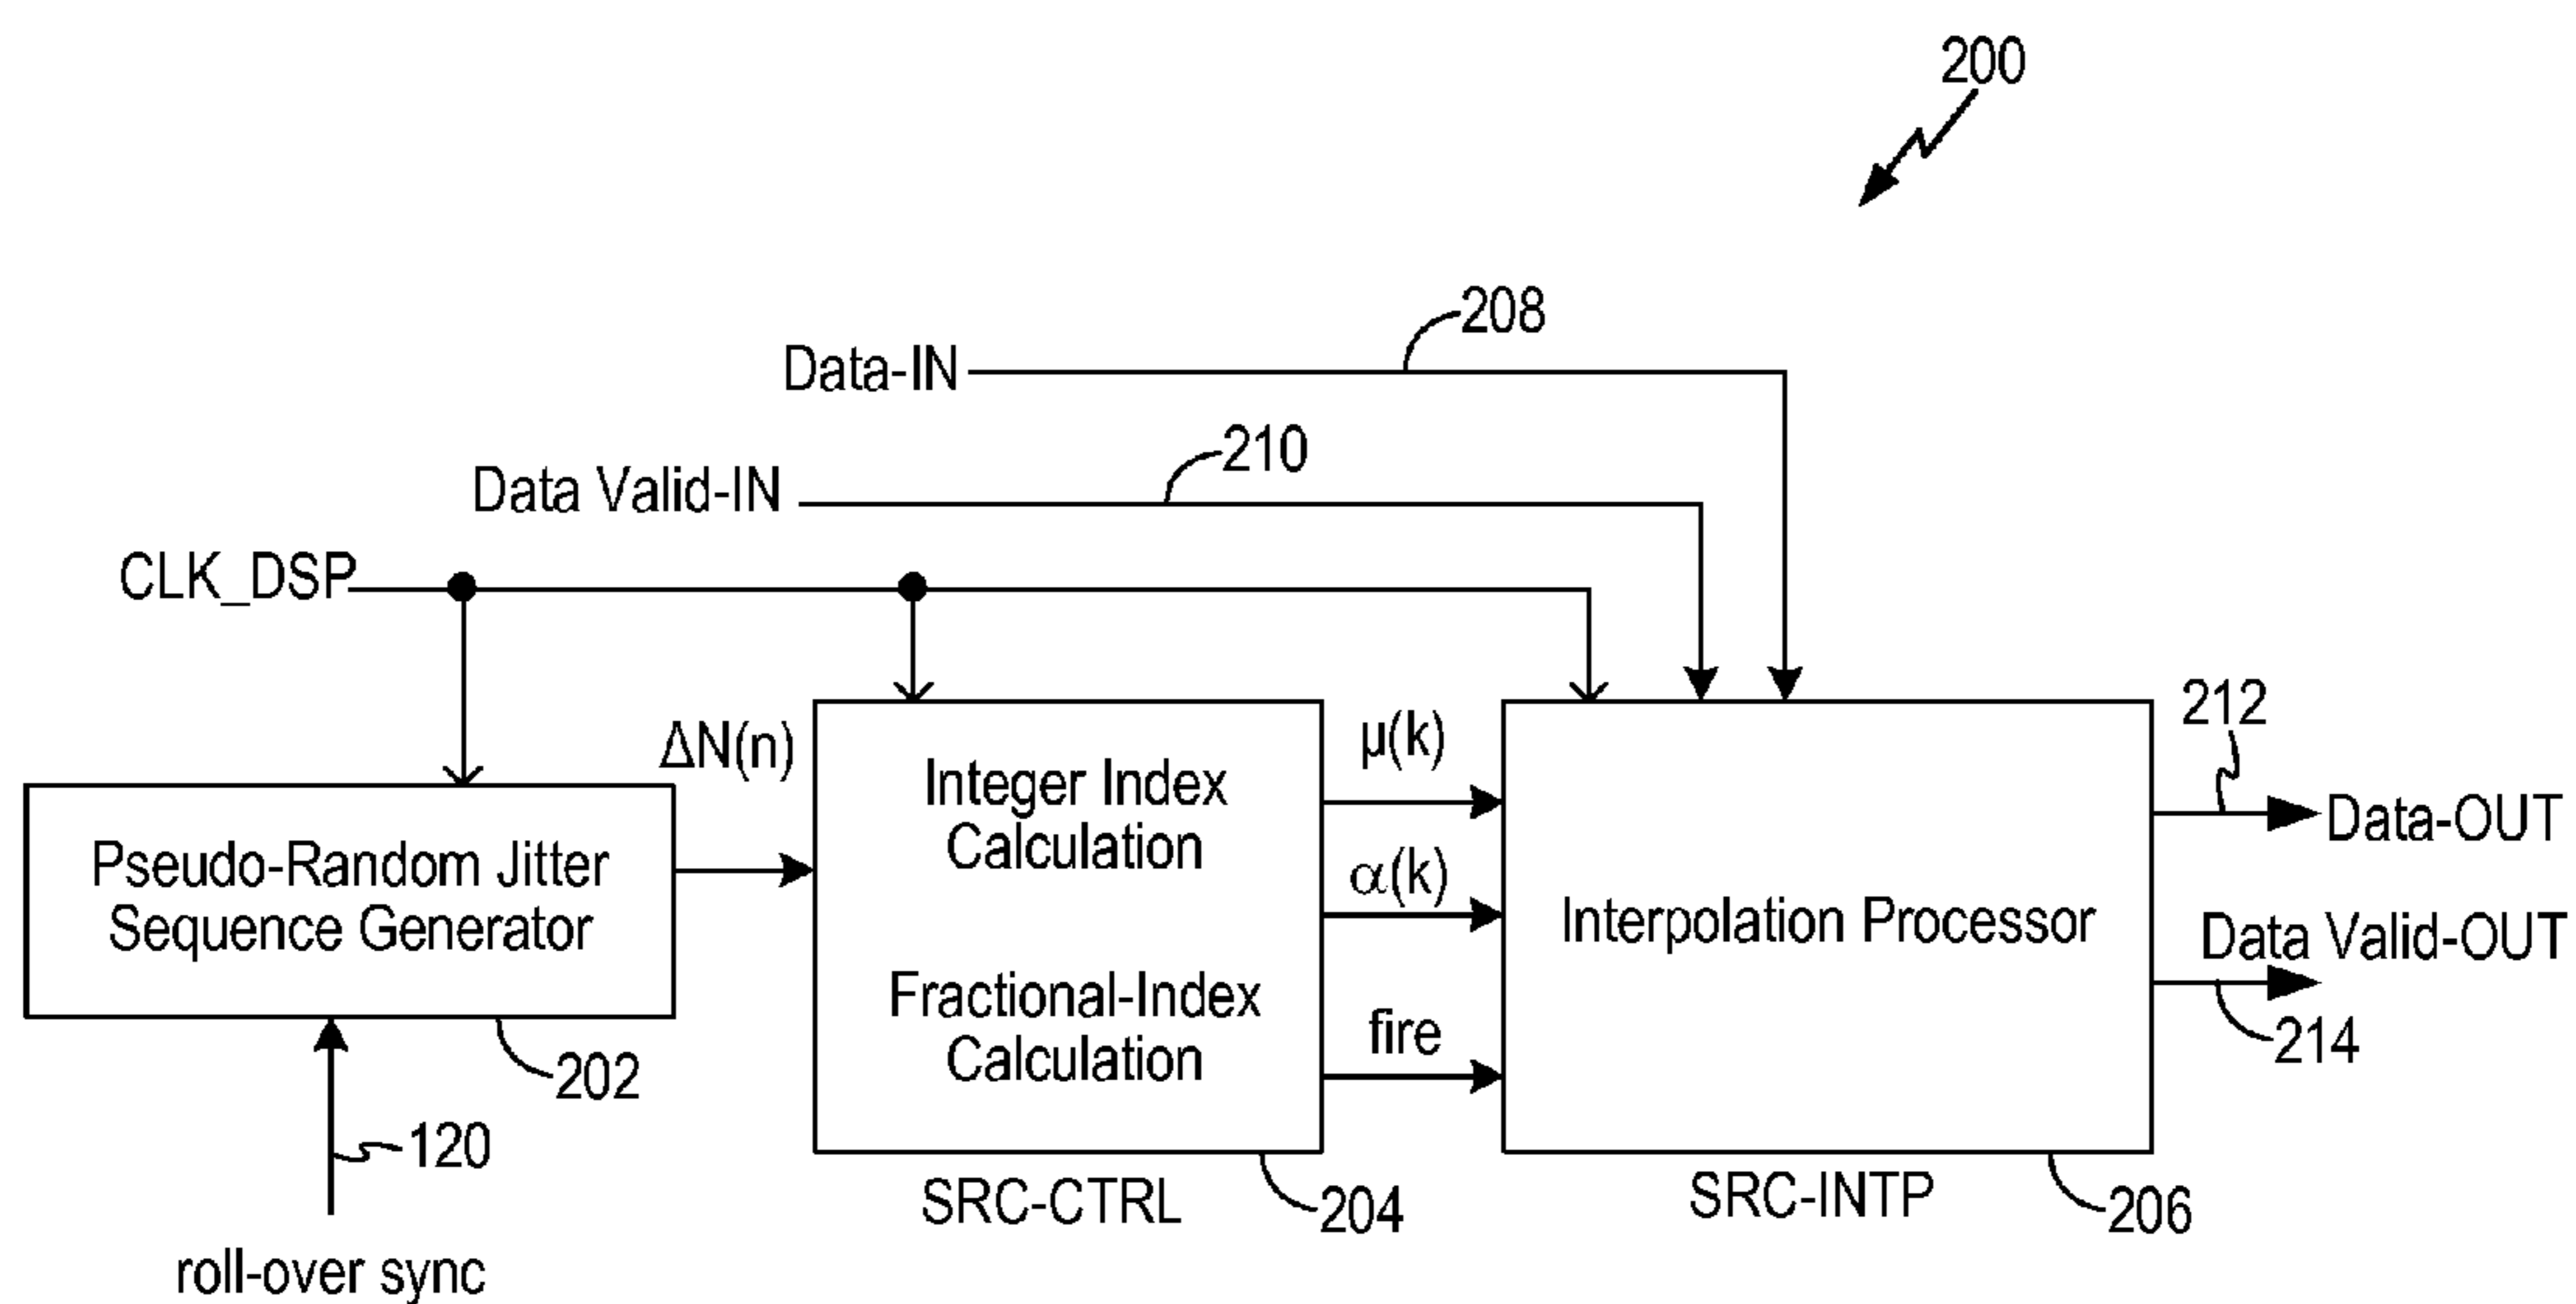 200
208
Data-IN
210
Data Valid-IN
CLK_DSP
ΔN(n)
μ(k)
212
Integer Index
Calculation
Data-OUT
Pseudo-Random Jitter
Sequence Generator
α(k)
Interpolation Processor
Data Valid-OUT
Fractional-Index
Calculation
fire
214
202
120
SRC-CTRL
204
SRC-INTP
206
roll-over sync